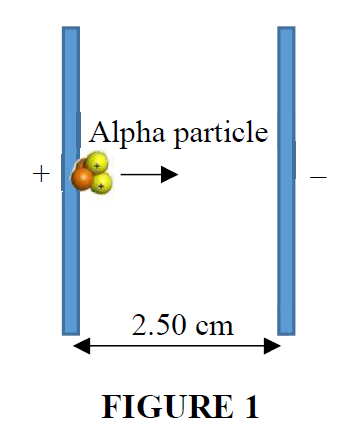 Alpha particle
+ –
2.50 cm
FIGURE 1